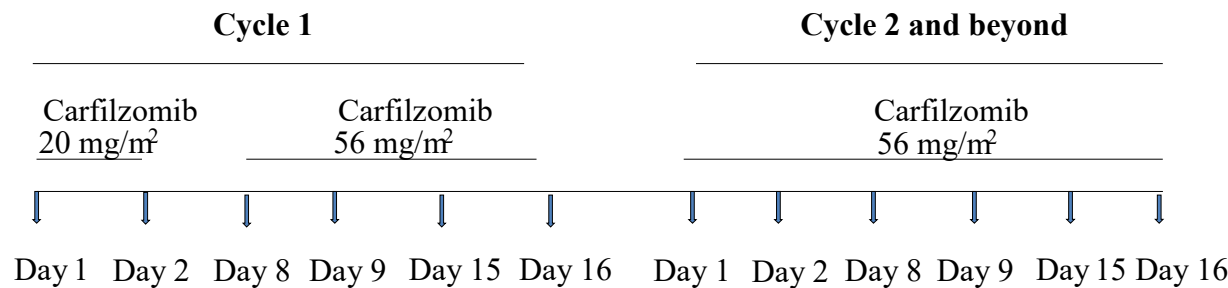 Cycle 1 Cycle 2 and beyond
Carfilzomib Carfilzomib Carfilzomib
20 mg/m² 56 mg/m² 56 mg/m²
Day 1 Day 2 Day 8 Day 9 Day 15 Day 16 Day 1 Day 2 Day 8 Day 9 Day 15 Day 16